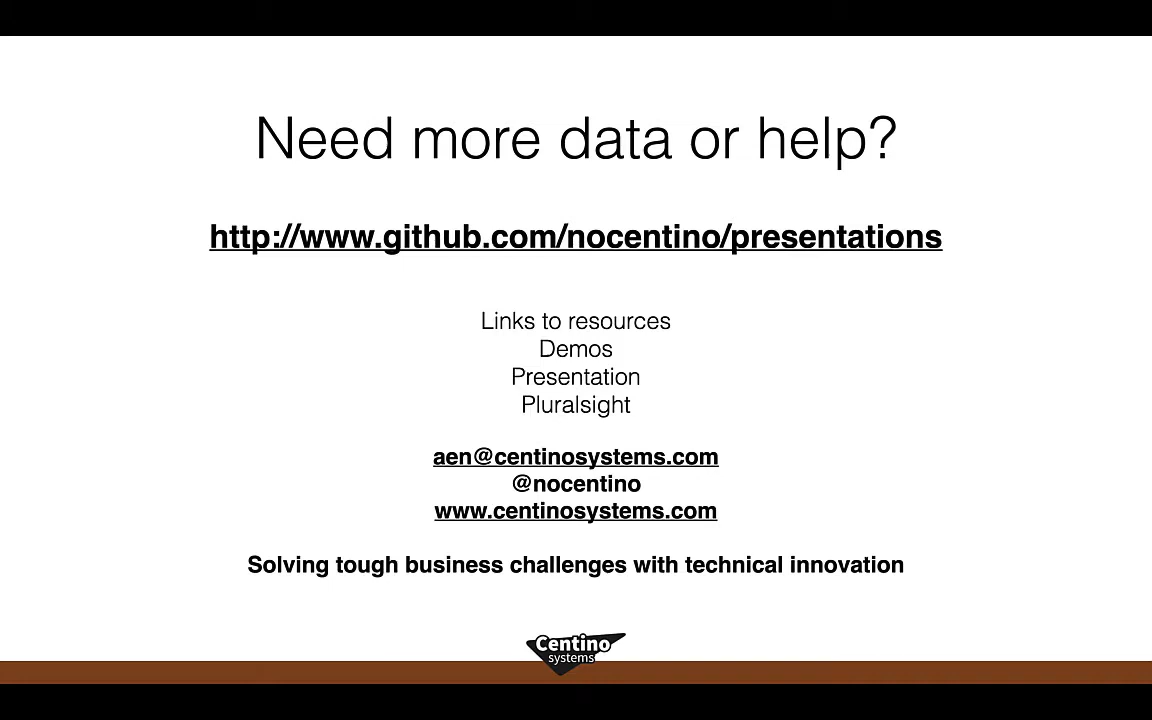 Need more data or help?
http://www.github.com/nocentino/presentations
Links to resources
Demos
Presentation
Pluralsight
aen@centinosystems.com
@nocentino
www.centinosystems.com
Solving tough business challenges with technical innovation
Centino
systems